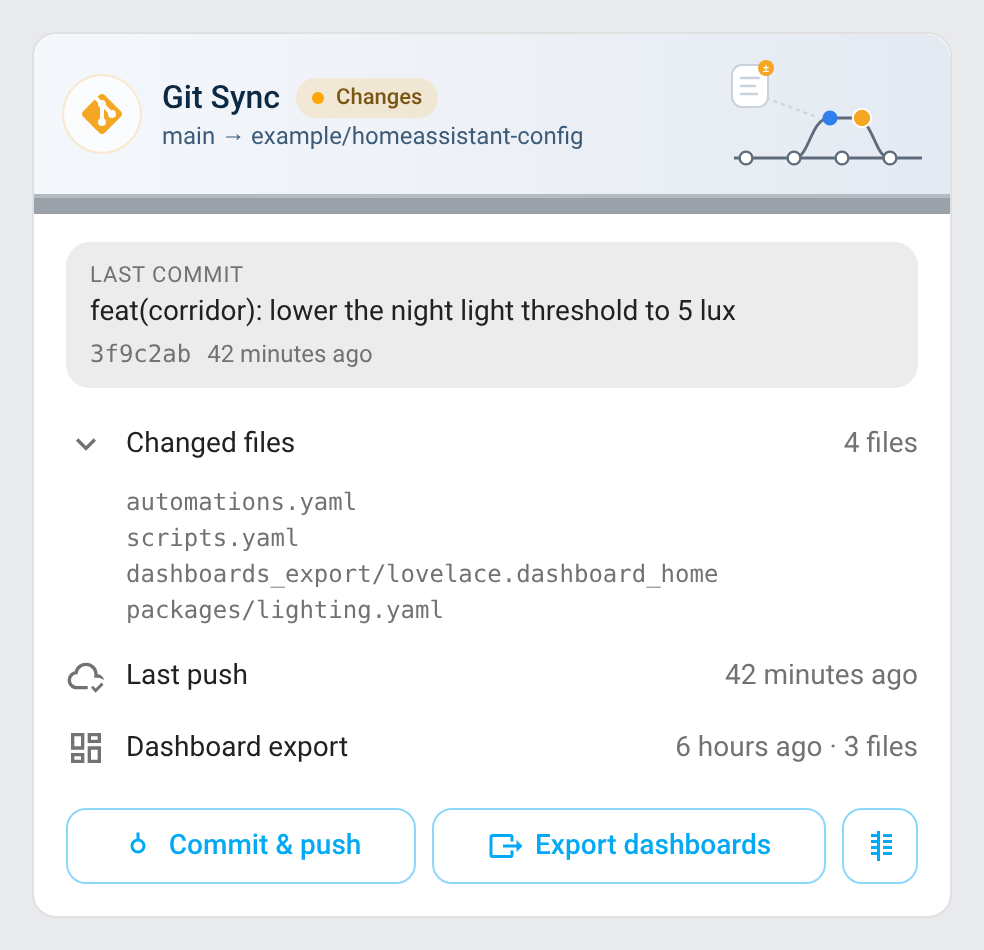 Git Sync
Changes
main → example/homeassistant-config
±
LAST COMMIT
feat(corridor): lower the night light threshold to 5 lux
3f9c2ab 42 minutes ago
Changed files 4 files
automations.yaml
scripts.yaml
dashboards_export/lovelace.dashboard_home
packages/lighting.yaml
Last push 42 minutes ago
Dashboard export 6 hours ago · 3 files
Commit & push
Export dashboards